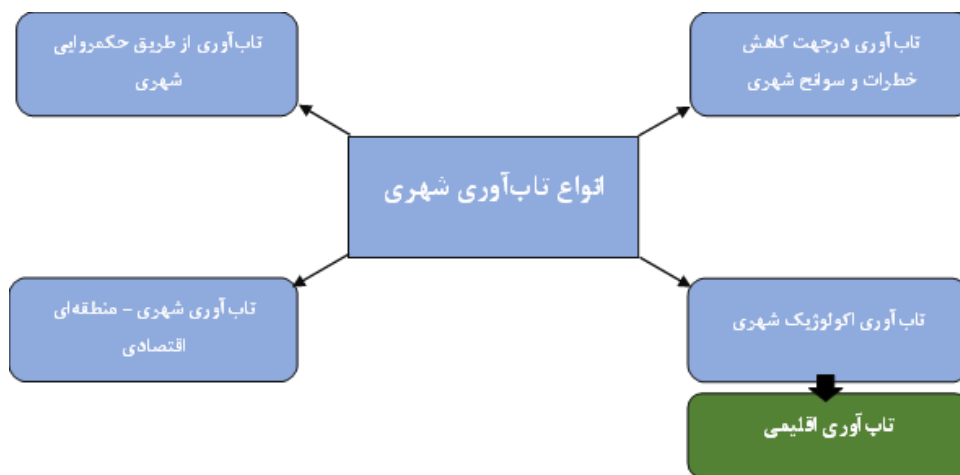 تاب‌آوری درجهت کاهش
خطرات و سوانح شهری
تاب‌آوری از طریق حکمروایی
شهری
انواع تاب‌آوری شهری
تاب‌آوری اکولوژیک شهری
تاب‌آوری شهری – منطقه‌ای
اقتصادی
تاب‌آوری اقلیمی